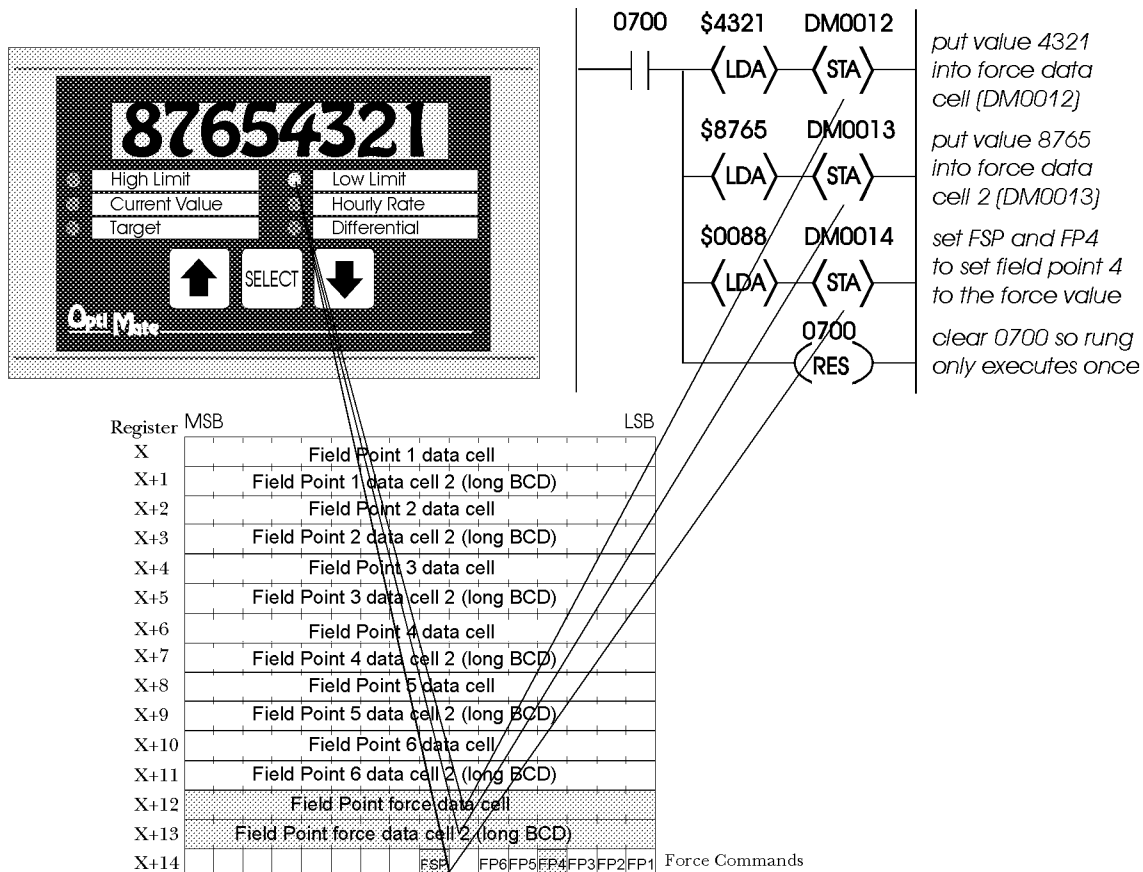 87654321
High Limit
Low Limit
Current Value
Hourly Rate
Target
Differential
SELECT
Opti Mate
0700 $4321 DM0012
LDA STA
put value 4321
into force data
cell (DM0012)
$8765 DM0013
LDA STA
put value 8765
into force data
cell 2 (DM0013)
$0088 DM0014
LDA STA
set FSP and FP4
to set field point 4
to the force value
0700
RES
clear 0700 so rung
only executes once
Register MSB LSB
X Field Point 1 data cell
X+1 Field Point 1 data cell 2 (long BCD)
X+2 Field Point 2 data cell
X+3 Field Point 2 data cell 2 (long BCD)
X+4 Field Point 3 data cell
X+5 Field Point 3 data cell 2 (long BCD)
X+6 Field Point 4 data cell
X+7 Field Point 4 data cell 2 (long BCD)
X+8 Field Point 5 data cell
X+9 Field Point 5 data cell 2 (long BCD)
X+10 Field Point 6 data cell
X+11 Field Point 6 data cell 2 (long BCD)
X+12 Field Point force data cell
X+13 Field Point force data cell 2 (long BCD)
X+14 FSP FP6 FP5 FP4 FP3 FP2 FP1 Force Commands